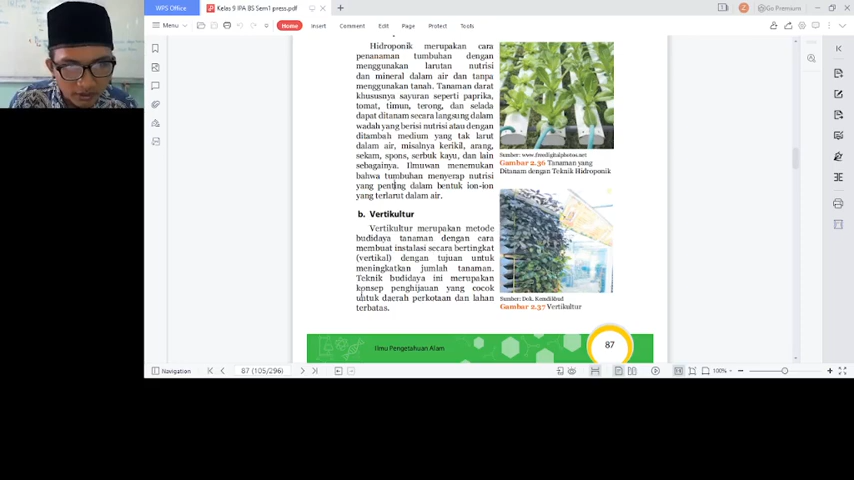 WPS Office
Kelas 9 IPA BS Sem1 press.pdf
Go Premium
Menu
Home
Insert
Comment
Edit
Page
Protect
Tools
Hidroponik merupakan cara
penanaman tumbuhan dengan
menggunakan larutan nutrisi
dan mineral dalam air dan tanpa
menggunakan tanah. Tanaman darat
khususnya sayuran seperti paprika,
tomat, timun, terong, dan selada
dapat ditanam secara langsung dalam
wadah yang berisi nutrisi atau dengan
ditambah medium yang tak larut
dalam air, misalnya kerikil, arang,
sekam, spons, serbuk kayu, dan lain
sebagainya. Ilmuwan menemukan
bahwa tumbuhan menyerap nutrisi
yang penting dalam bentuk ion-ion
yang terlarut dalam air.
Sumber: www.freedigitalphotos.net
Gambar 2.36 Tanaman yang
Ditanam dengan Teknik Hidroponik
b. Vertikultur
Vertikultur merupakan metode
budidaya tanaman dengan cara
membuat instalasi secara bertingkat
(vertikal) dengan tujuan untuk
meningkatkan jumlah tanaman.
Teknik budidaya ini merupakan
konsep penghijauan yang cocok
untuk daerah perkotaan dan lahan
terbatas.
Sumber: Dok. Kemdikbud
Gambar 2.37 Vertikultur
Ilmu Pengetahuan Alam
87
Navigation
87 (105/296)
100%